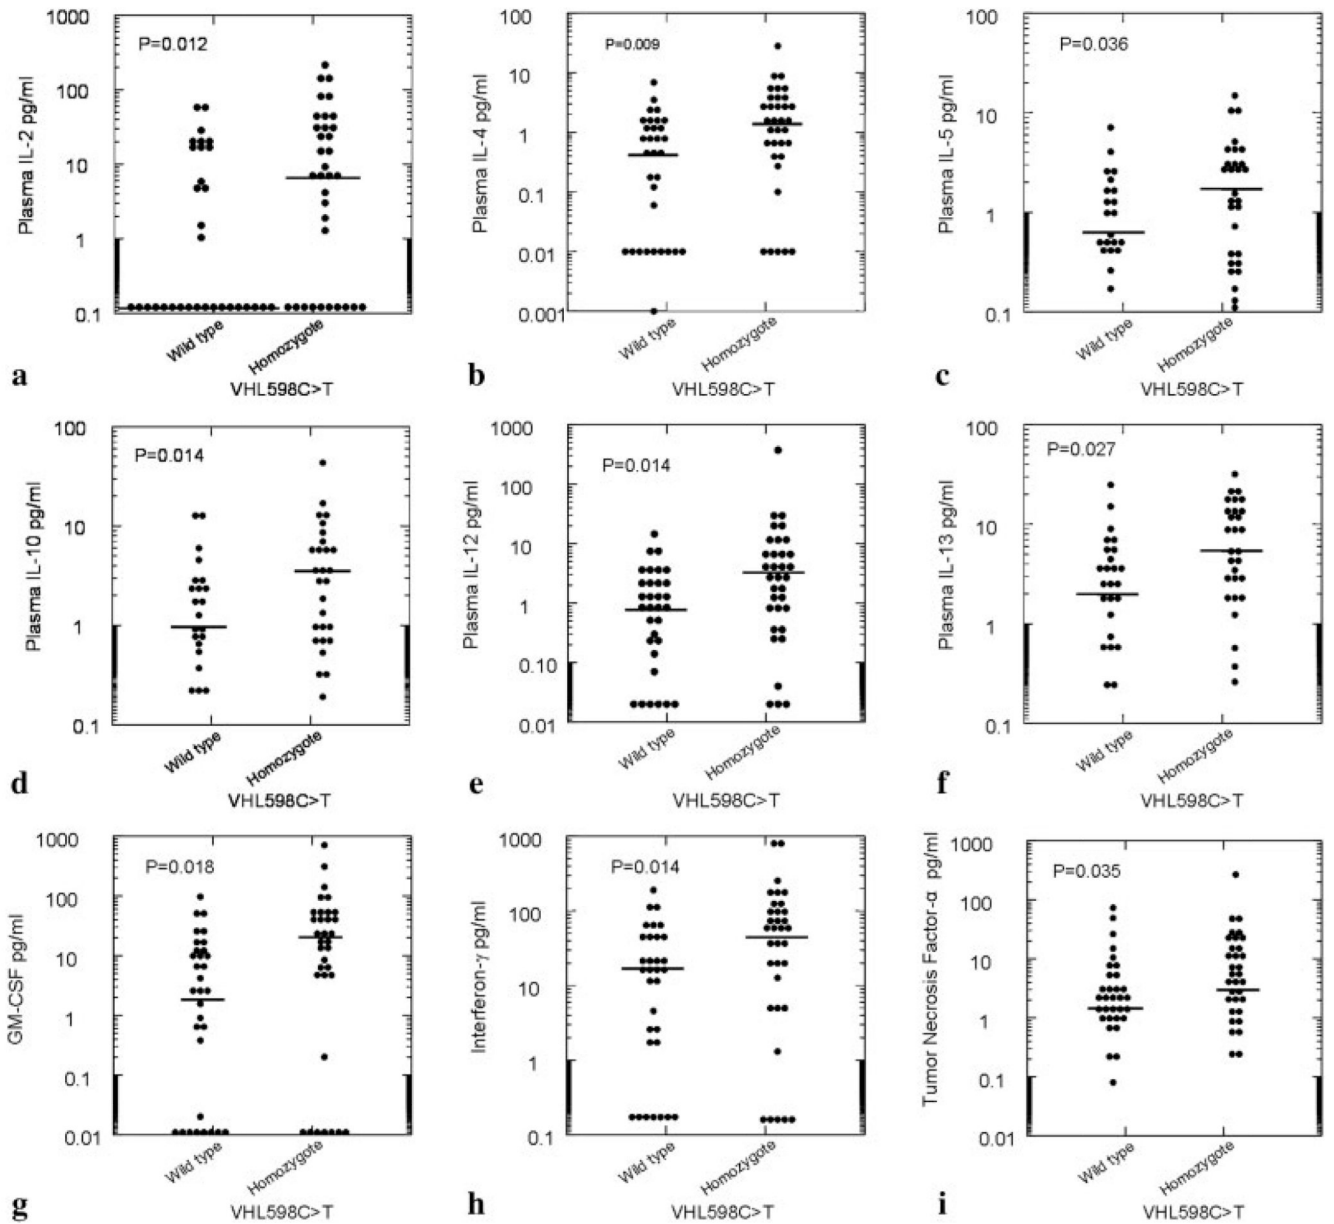 Plasma IL-2 pg/ml
1000
100
10
1
0.1
P=0.012
Wild type
Homozygote
VHL598C>T
a
Plasma IL-4 pg/ml
100
10
1
0.1
0.01
0.001
P=0.009
Wild type
Homozygote
VHL598C>T
b
Plasma IL-5 pg/ml
100
10
1
0.1
P=0.036
Wild type
Homozygote
VHL598C>T
c
Plasma IL-10 pg/ml
100
10
1
0.1
P=0.014
Wild type
Homozygote
VHL598C>T
d
Plasma IL-12 pg/ml
1000
100
10
1
0.10
0.01
P=0.014
Wild type
Homozygote
VHL598C>T
e
Plasma IL-13 pg/ml
100
10
1
0.1
P=0.027
Wild type
Homozygote
VHL598C>T
f
GM-CSF pg/ml
1000
100
10
1
0.1
0.01
P=0.018
Wild type
Homozygote
VHL598C>T
g
Interferon-γ pg/ml
1000
100
10
1
0.1
P=0.014
Wild type
Homozygote
VHL598C>T
h
Tumor Necrosis Factor-α pg/ml
1000
100
10
1
0.1
0.01
P=0.035
Wild type
Homozygote
VHL598C>T
i